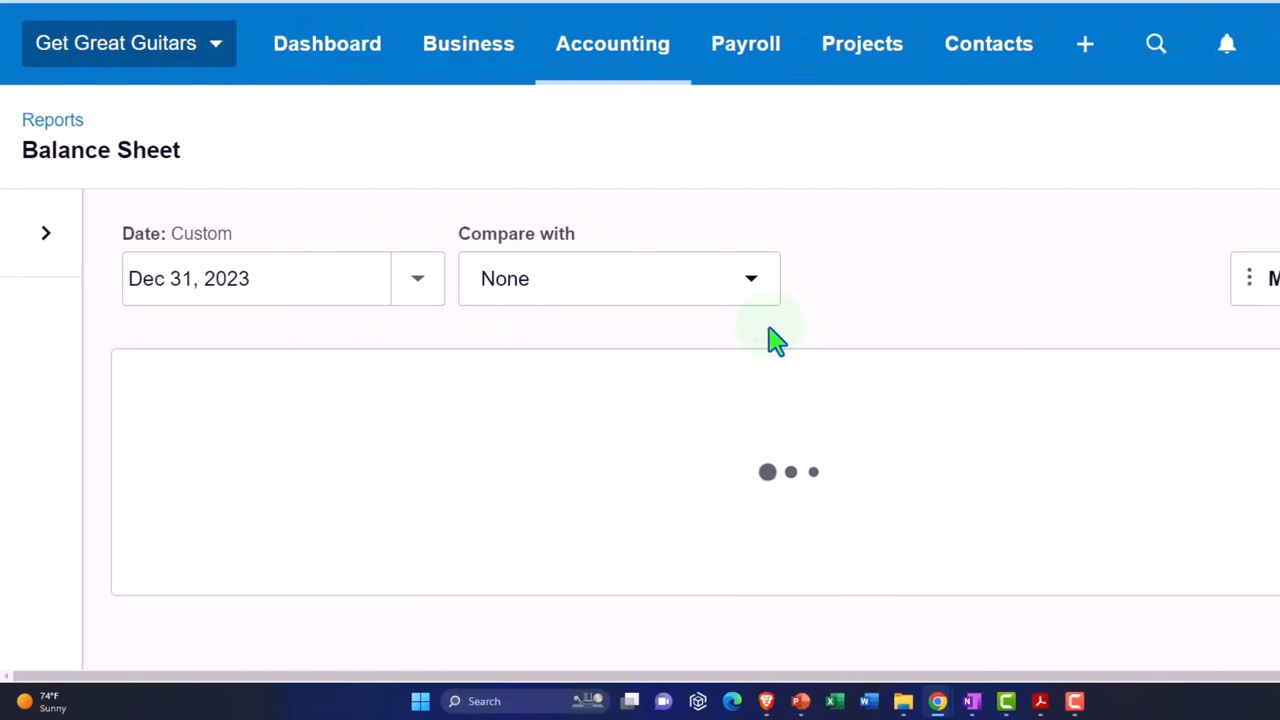 Get Great Guitars Dashboard Business Accounting Payroll Projects Contacts
Reports
Balance Sheet
Date: Custom Compare with
Dec 31, 2023 None
74°F
Sunny
Search